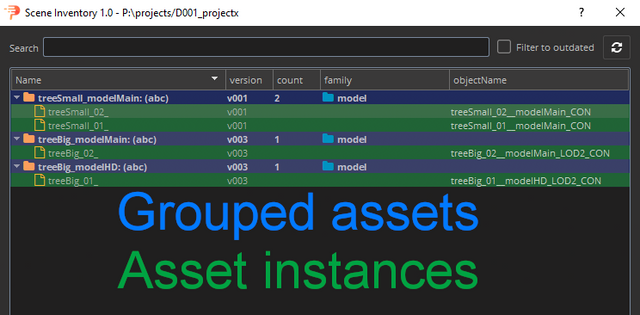 Scene Inventory 1.0 - P:\projects/D001_projectx
Search Filter to outdated
Name version count family objectName
treeSmall_modelMain: (abc) v001 2 model
treeSmall_02_ v001 treeSmall_02__modelMain_CON
treeSmall_01_ v001 treeSmall_01__modelMain_CON
treeBig_modelMain: (abc) v003 1 model
treeBig_02_ v003 treeBig_02__modelMain_LOD2_CON
treeBig_modelHD: (abc) v003 1 model
treeBig_01_ v003 treeBig_01__modelHD_LOD2_CON
Grouped assets
Asset instances